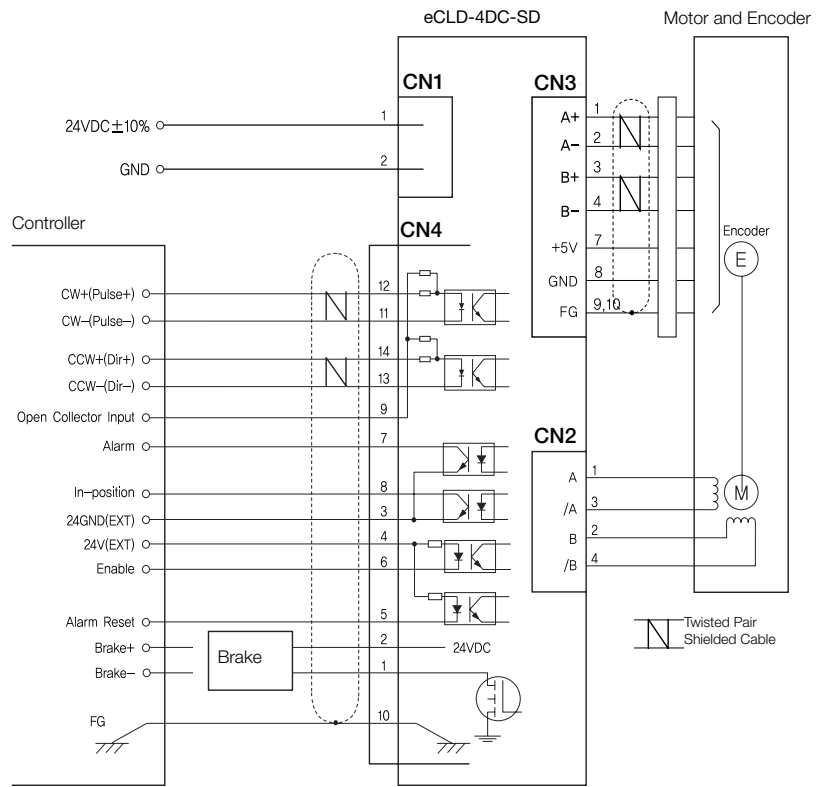 eCLD-4DC-SD
Motor and Encoder
CN1
24VDC±10%
1
GND
2
CN3
A+ 1
A− 2
B+ 3
B− 4
+5V 7
GND 8
FG 9,10
Encoder
E
Controller
CN4
CW+(Pulse+) 12
CW−(Pulse−) 11
CCW+(Dir+) 14
CCW−(Dir−) 13
Open Collector Input 9
Alarm 7
In-position 8
24GND(EXT) 3
24V(EXT) 4
Enable 6
Alarm Reset 5
Brake+ 2 24VDC
Brake− 1
Brake
FG 10
CN2
A 1
/A 3
B 2
/B 4
M
Twisted Pair
Shielded Cable